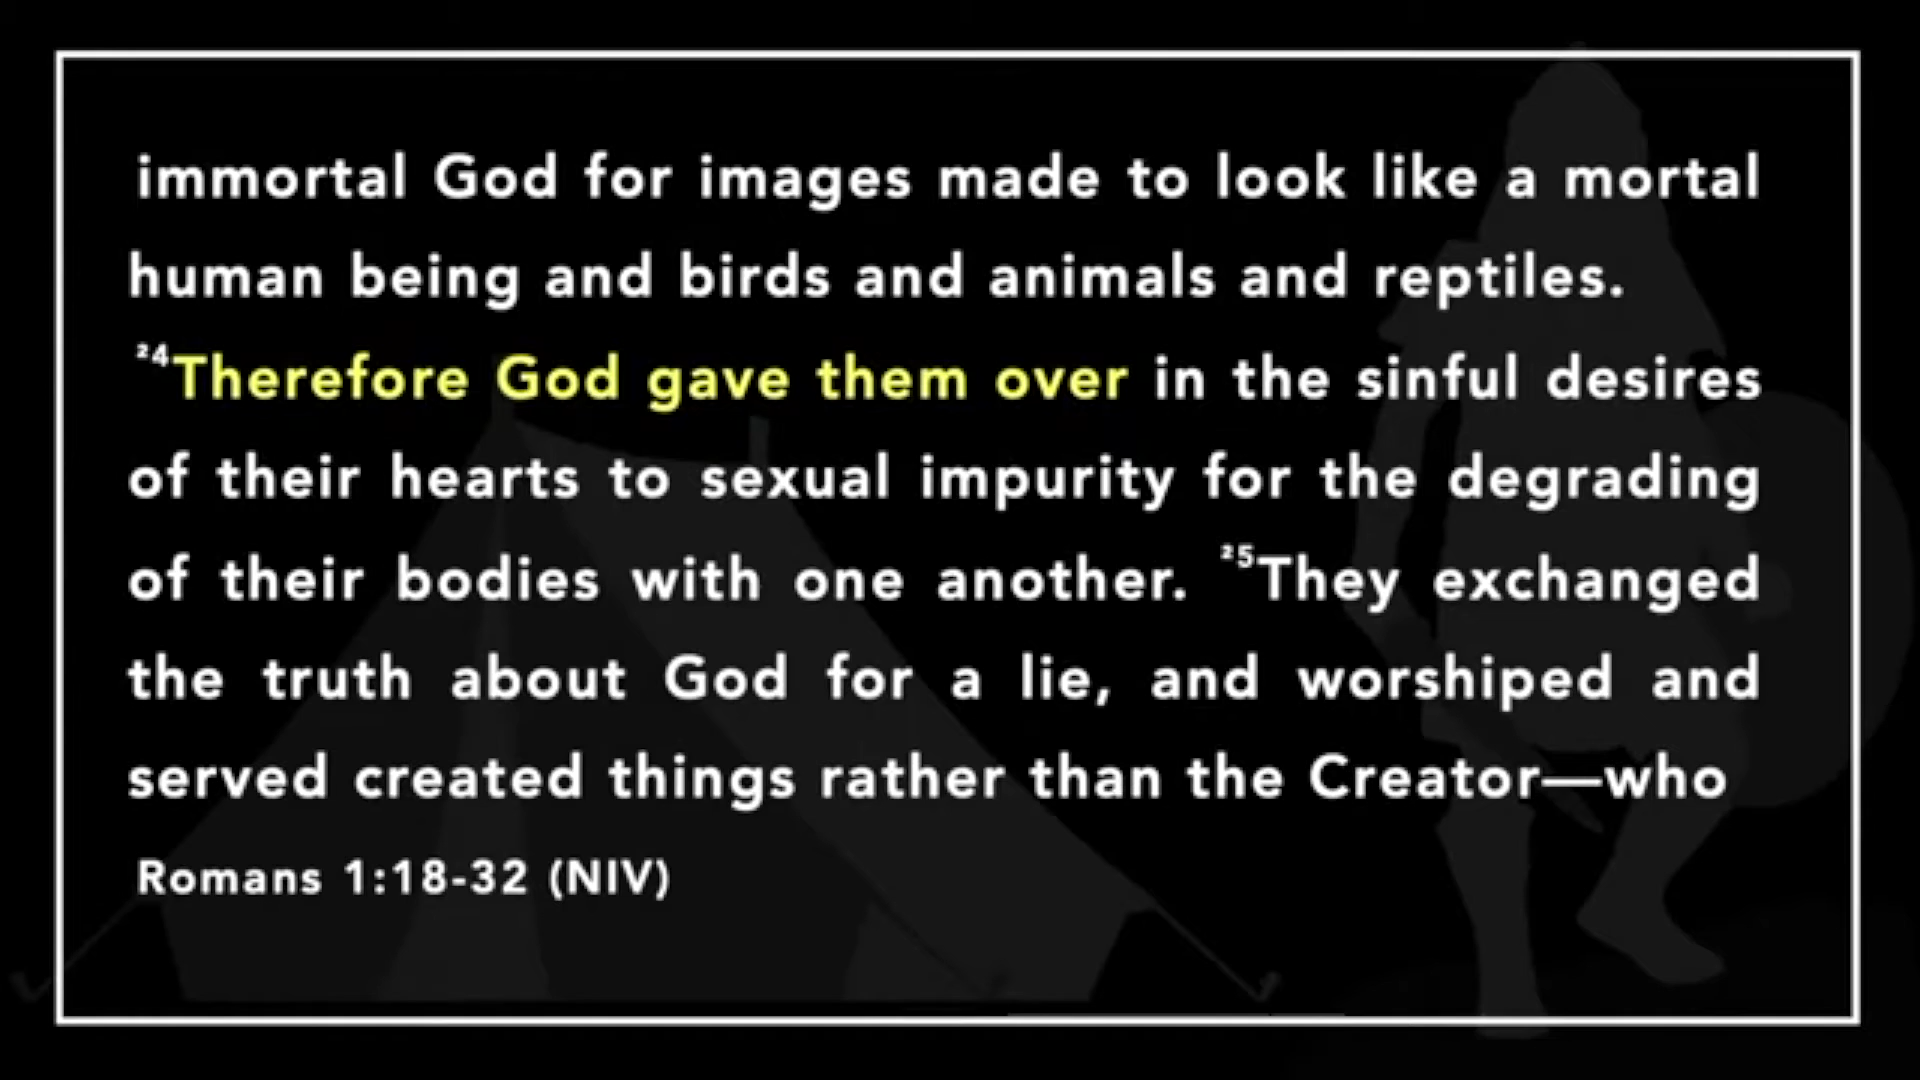 immortal God for images made to look like a mortal
human being and birds and animals and reptiles.
²⁴Therefore God gave them over in the sinful desires
of their hearts to sexual impurity for the degrading
of their bodies with one another. ²⁵They exchanged
the truth about God for a lie, and worshiped and
served created things rather than the Creator—who
Romans 1:18-32 (NIV)